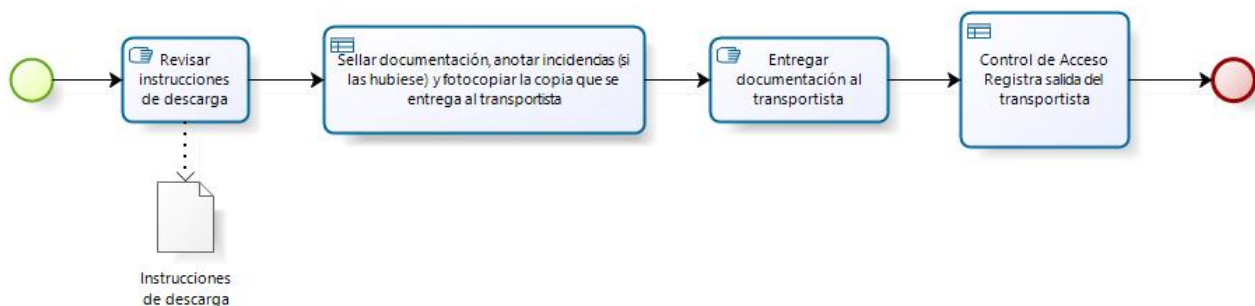 Revisar
instrucciones
de descarga
Sellar documentación, anotar incidencias (si
las hubiese) y fotocopiar la copia que se
entrega al transportista
Entregar
documentación al
transportista
Control de Acceso
Registra salida del
transportista
Instrucciones
de descarga